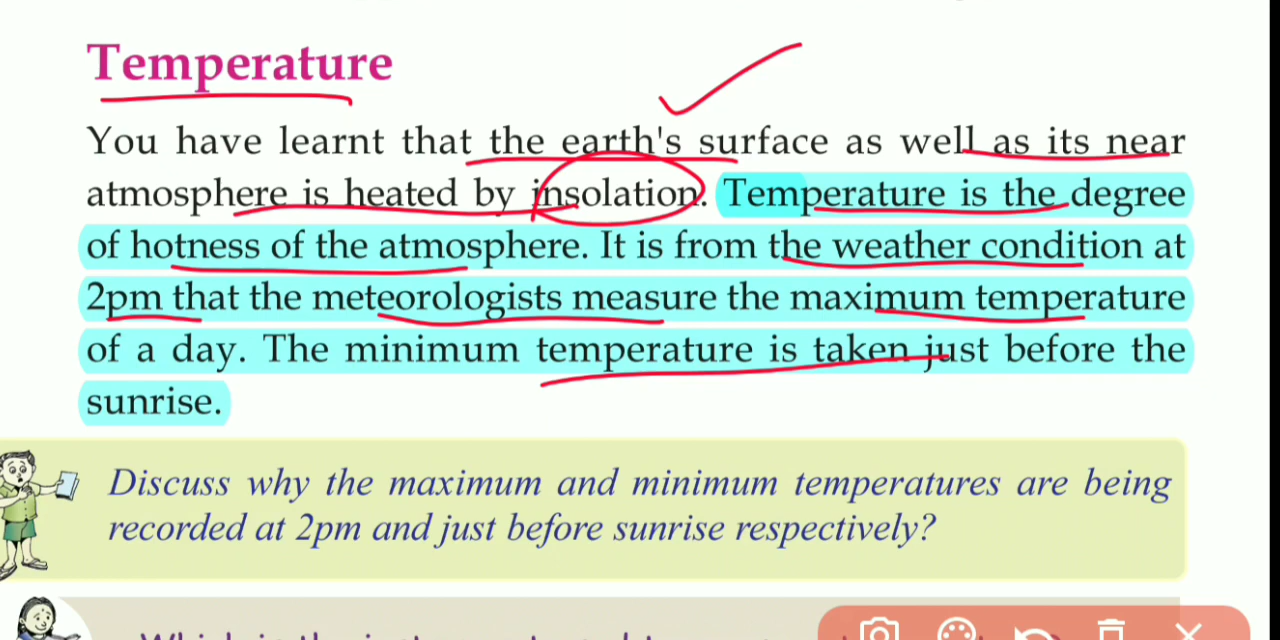 Temperature
You have learnt that the earth's surface as well as its near
atmosphere is heated by insolation. Temperature is the degree
of hotness of the atmosphere. It is from the weather condition at
2pm that the meteorologists measure the maximum temperature
of a day. The minimum temperature is taken just before the
sunrise.
Discuss why the maximum and minimum temperatures are being
recorded at 2pm and just before sunrise respectively?